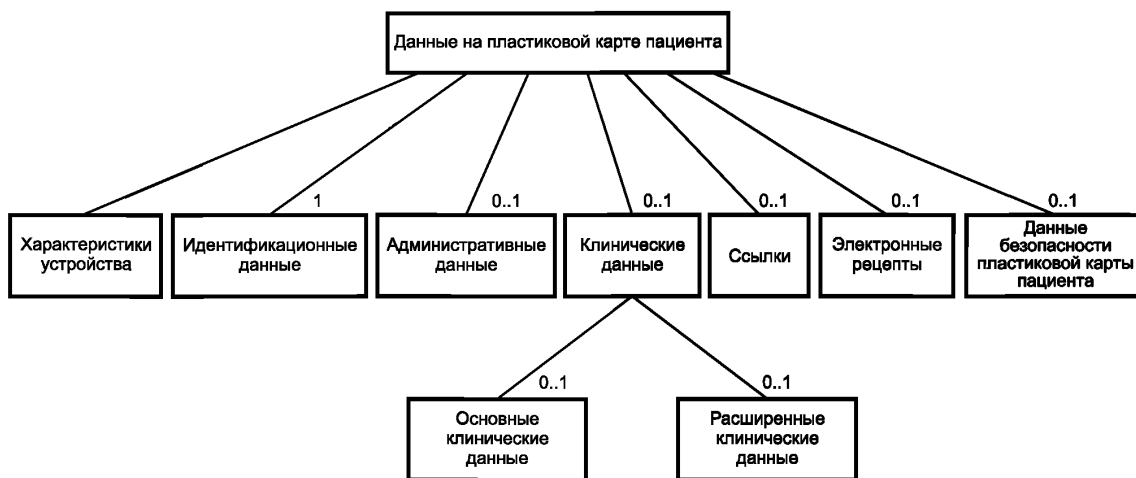 Данные на пластиковой карте пациента
1
0..1
0..1
0..1
0..1
0..1
Характеристики
устройства
Идентификационные
данные
Административные
данные
Клинические
данные
Ссылки
Электронные
рецепты
Данные
безопасности
пластиковой карты
пациента
0..1
0..1
Основные
клинические
данные
Расширенные
клинические
данные